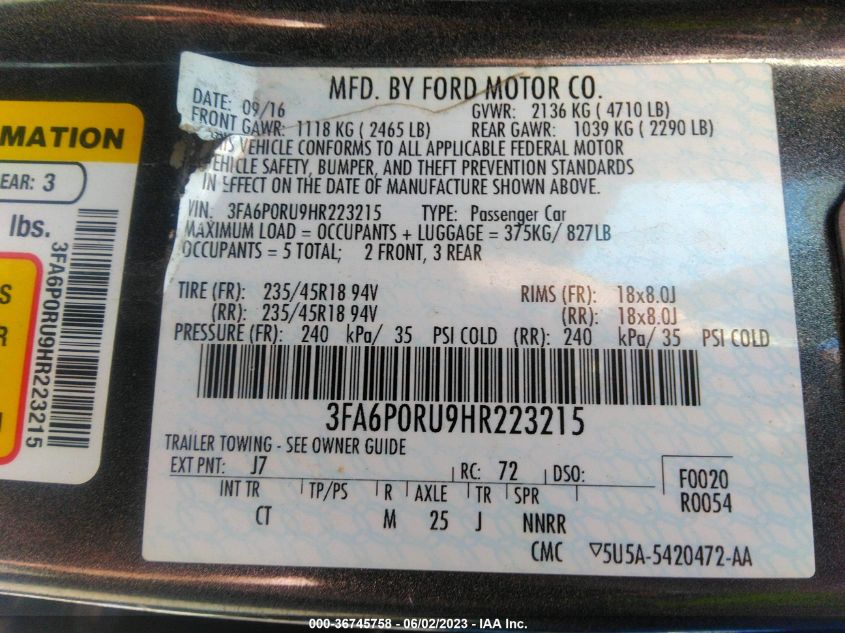 MATION
EAR: 3
lbs.
3FA6P0RU9HR223215
S
R
MFD. BY FORD MOTOR CO.
DATE: 09/16 GVWR: 2136 KG ( 4710 LB)
FRONT GAWR: 1118 KG ( 2465 LB) REAR GAWR: 1039 KG ( 2290 LB)
VEHICLE CONFORMS TO ALL APPLICABLE FEDERAL MOTOR
VEHICLE SAFETY, BUMPER, AND THEFT PREVENTION STANDARDS
IN EFFECT ON THE DATE OF MANUFACTURE SHOWN ABOVE.
VIN: 3FA6P0RU9HR223215 TYPE: Passenger Car
MAXIMUM LOAD = OCCUPANTS + LUGGAGE = 375KG/ 827LB
OCCUPANTS = 5 TOTAL; 2 FRONT, 3 REAR
TIRE (FR): 235/45R18 94V RIMS (FR): 18x8.0J
(RR): 235/45R18 94V (RR): 18x8.0J
PRESSURE (FR): 240 kPa/ 35 PSI COLD (RR): 240 kPa/ 35 PSI COLD
3FA6P0RU9HR223215
TRAILER TOWING - SEE OWNER GUIDE
EXT PNT: J7 RC: 72 DSO: F0020
R0054
INT TR TP/PS R AXLE TR SPR
CT M 25 J NNRR
CMC ▽5U5A-5420472-AA
000-36745758 - 06/02/2023 - IAA Inc.